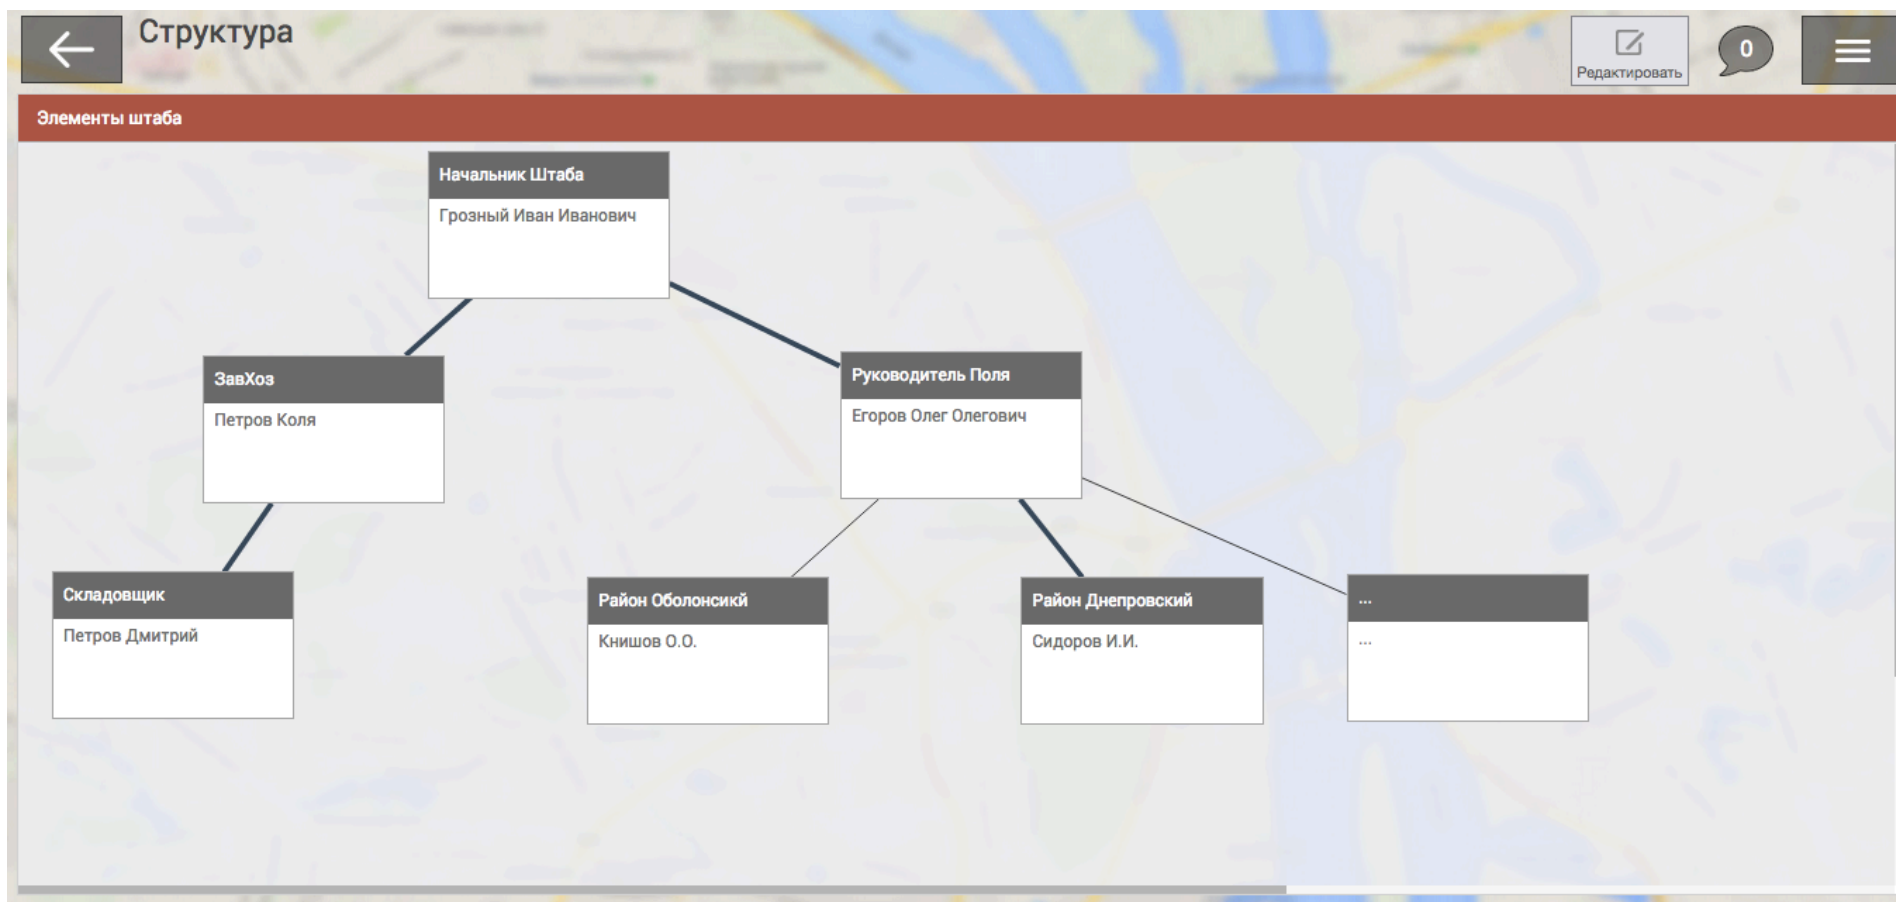 Структура
Редактировать
0
Элементы штаба
Начальник Штаба
Грозный Иван Иванович
ЗавХоз
Петров Коля
Руководитель Поля
Егоров Олег Олегович
Складовщик
Петров Дмитрий
Район Оболонсикй
Книшов О.О.
Район Днепровский
Сидоров И.И.
...
...